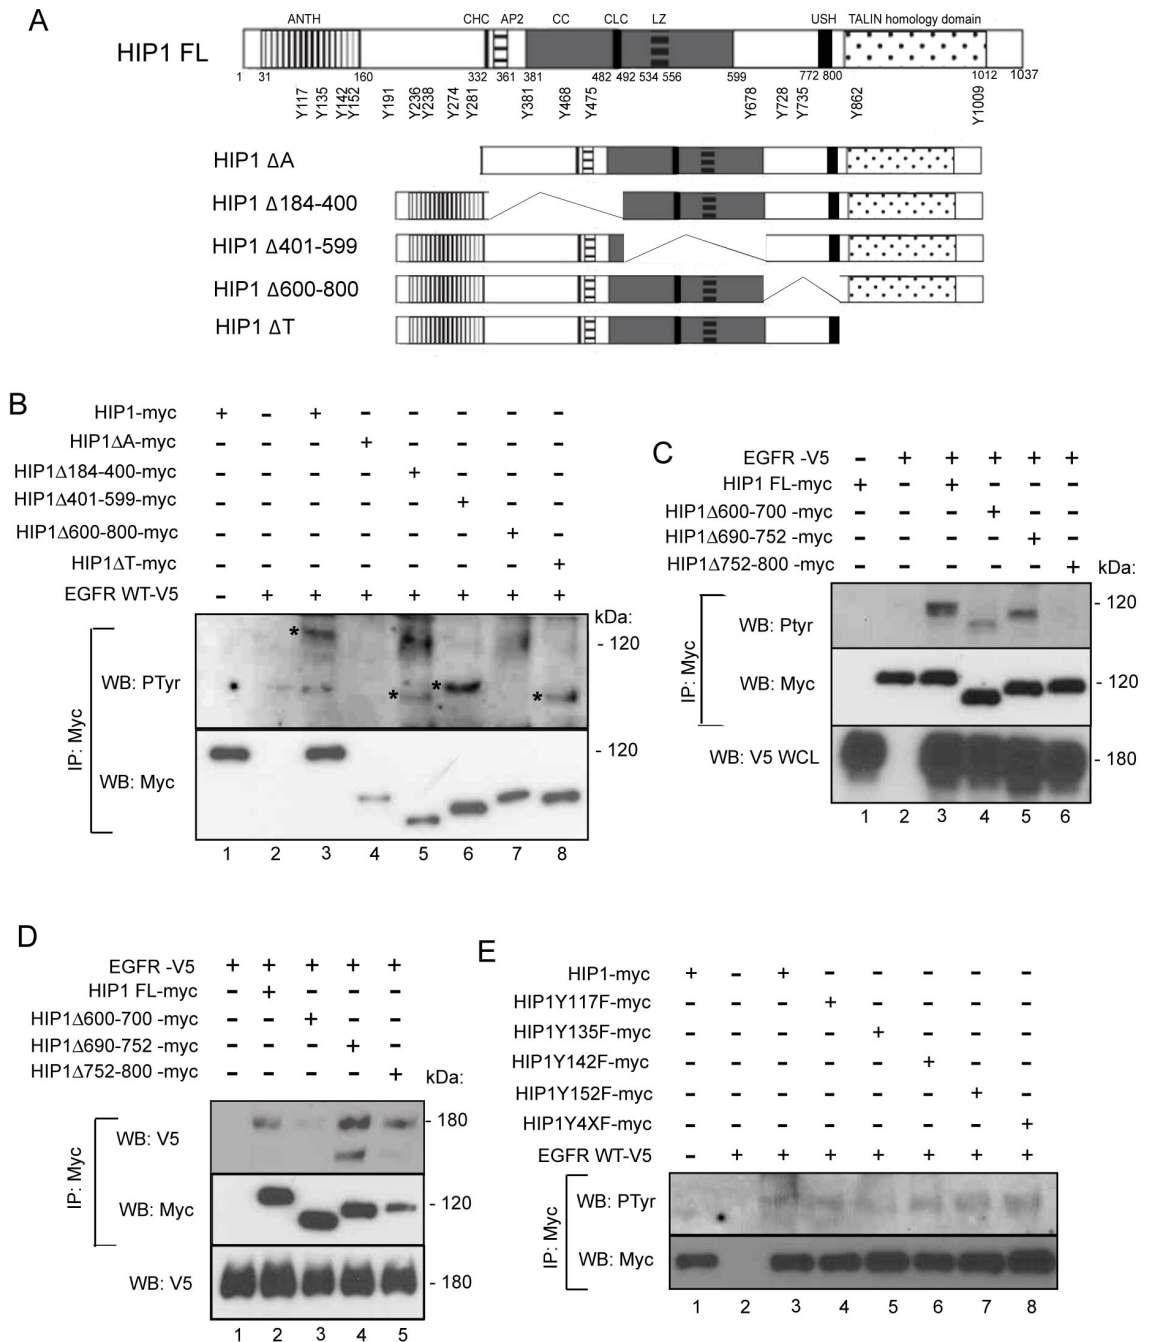 A
ANTH CHC AP2 CC CLC LZ USH TALIN homology domain
HIP1 FL
1 31 160 332 361 381 482 492 534 556 599 772 800 1012 1037
Y117 Y135 Y142 Y152 Y191 Y236 Y238 Y274 Y281 Y381 Y468 Y475 Y678 Y728 Y735 Y862 Y1009
HIP1 ΔA
HIP1 Δ184-400
HIP1 Δ401-599
HIP1 Δ600-800
HIP1 ΔT
B
HIP1-myc + - + - - - - -
HIP1ΔA-myc - - - + - - - -
HIP1Δ184-400-myc - - - - + - - -
HIP1Δ401-599-myc - - - - - + - -
HIP1Δ600-800-myc - - - - - - + -
HIP1ΔT-myc - - - - - - - +
EGFR WT-V5 - + + + + + + +
kDa:
IP: Myc
WB: PTyr * * * * - 120
WB: Myc - 120
1 2 3 4 5 6 7 8
C
EGFR -V5 - + + + + +
HIP1 FL-myc + - + - - -
HIP1Δ600-700 -myc - - - + - -
HIP1Δ690-752 -myc - - - - + -
HIP1Δ752-800 -myc - - - - - +
kDa:
IP: Myc
WB: Ptyr - 120
WB: Myc - 120
WB: V5 WCL - 180
1 2 3 4 5 6
D
EGFR -V5 + + + + +
HIP1 FL-myc - + - - -
HIP1Δ600-700 -myc - - + - -
HIP1Δ690-752 -myc - - - + -
HIP1Δ752-800 -myc - - - - +
kDa:
IP: Myc
WB: V5 - 180
WB: Myc - 120
WB: V5 - 180
1 2 3 4 5
E
HIP1-myc + - + - - - - -
HIP1Y117F-myc - - - + - - - -
HIP1Y135F-myc - - - - + - - -
HIP1Y142F-myc - - - - - + - -
HIP1Y152F-myc - - - - - - + -
HIP1Y4XF-myc - - - - - - - +
EGFR WT-V5 - + + + + + + +
IP: Myc
WB: PTyr
WB: Myc
1 2 3 4 5 6 7 8